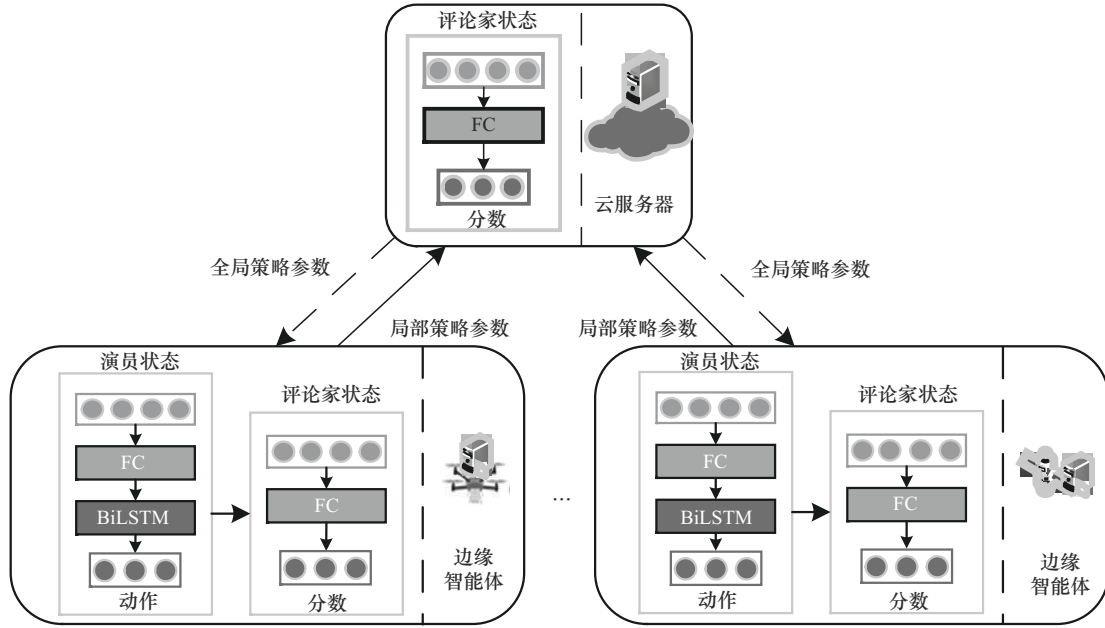 评论家状态
FC
分数
云服务器
全局策略参数
局部策略参数
局部策略参数
全局策略参数
演员状态
FC
BiLSTM
动作
评论家状态
FC
分数
边缘
智能体
...
演员状态
FC
BiLSTM
动作
评论家状态
FC
分数
边缘
智能体